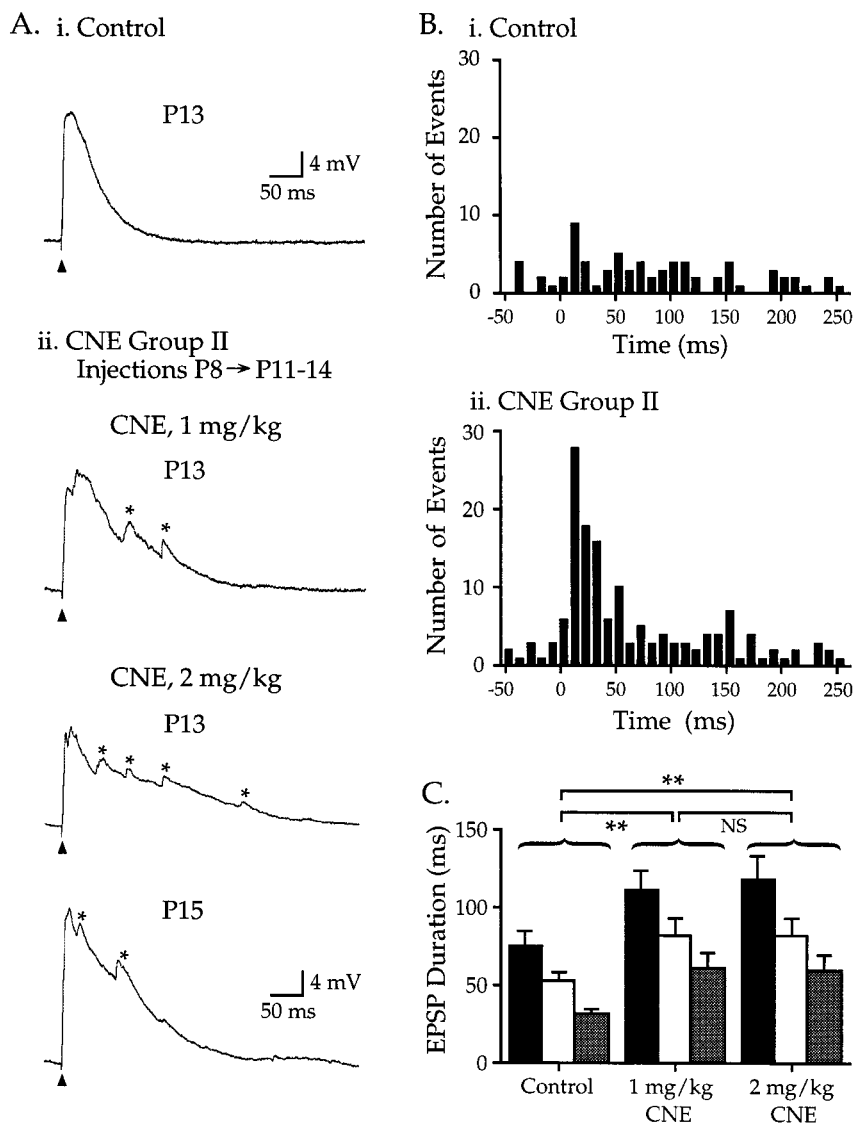 A. i. Control
P13
4 mV
50 ms
ii. CNE Group II
Injections P8→P11-14
CNE, 1 mg/kg
P13
*
*
CNE, 2 mg/kg
P13
*
*
*
*
P15
*
*
4 mV
50 ms
B. i. Control
Number of Events
30
20
10
0
-50 0 50 100 150 200 250
Time (ms)
ii. CNE Group II
Number of Events
30
20
10
0
-50 0 50 100 150 200 250
Time (ms)
C.
**
**
NS
EPSP Duration (ms)
150
100
50
0
Control
1 mg/kg
CNE
2 mg/kg
CNE